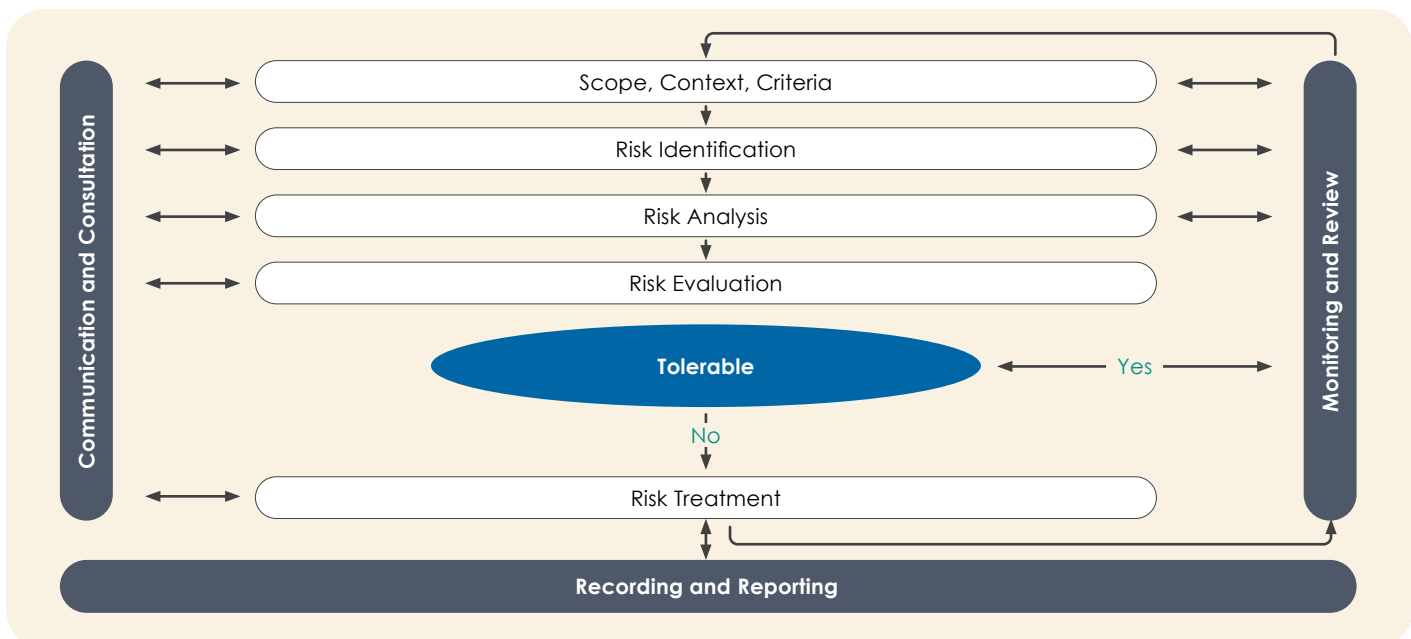 Scope, Context, Criteria
Risk Identification
Risk Analysis
Risk Evaluation
Tolerable
Yes
No
Risk Treatment
Communication and Consultation
Monitoring and Review
Recording and Reporting